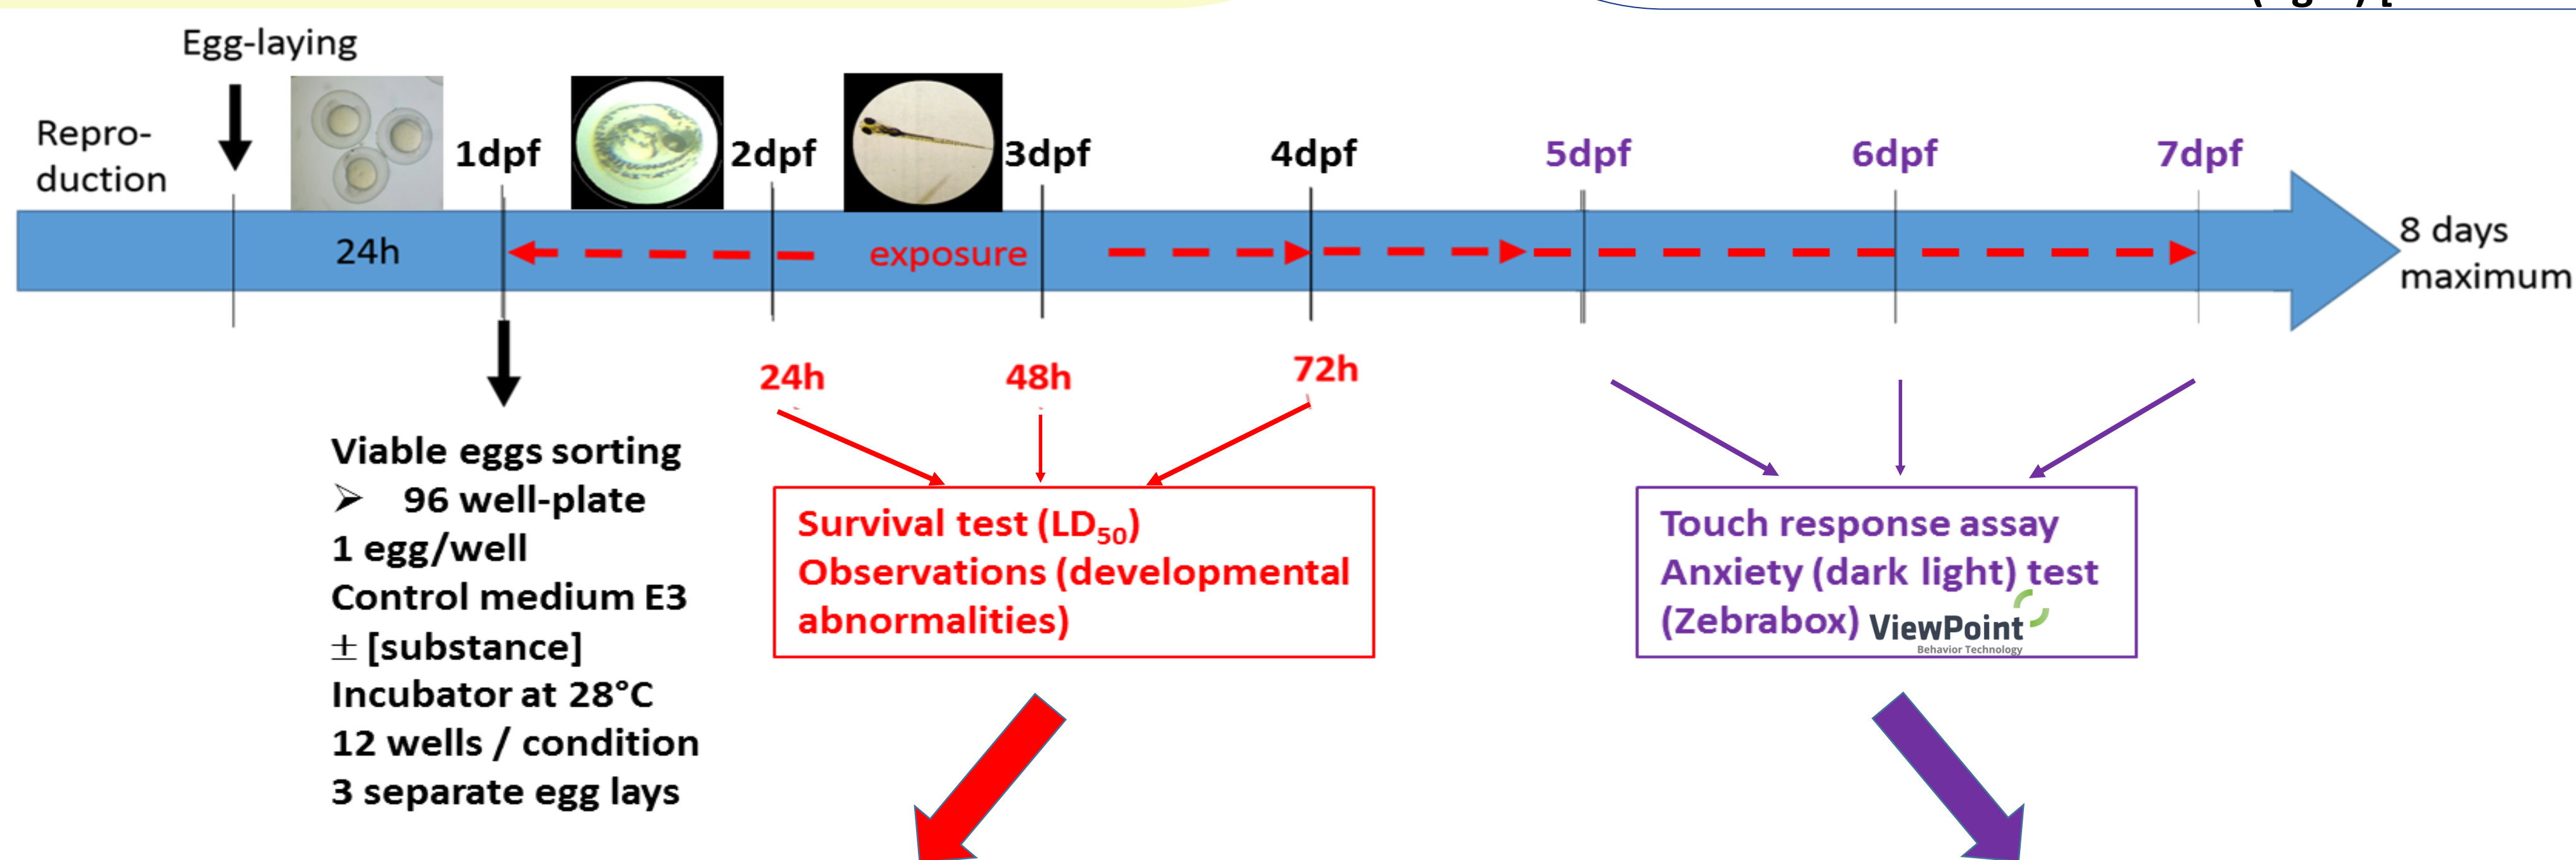 Egg-laying
Repro-
duction
1dpf
2dpf
3dpf
4dpf
5dpf
6dpf
7dpf
24h
exposure
8 days
maximum
24h
48h
72h
Viable eggs sorting
➢ 96 well-plate
1 egg/well
Control medium E3
± [substance]
Incubator at 28°C
12 wells / condition
3 separate egg lays
Survival test (LD₅₀)
Observations (developmental
abnormalities)
Touch response assay
Anxiety (dark light) test
(Zebrabox) ViewPoint
Behavior Technology